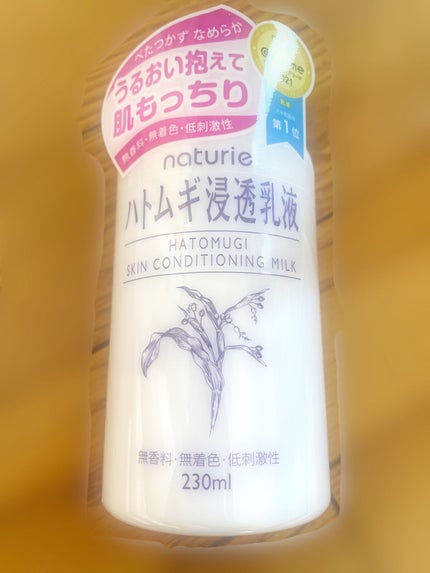 べたつかず なめらか
うるおい抱えて
肌もっちり
無香料・無着色・低刺激性
第1位
naturie
ハトムギ浸透乳液
HATOMUGI
SKIN CONDITIONING MILK
無香料・無着色・低刺激性
230ml